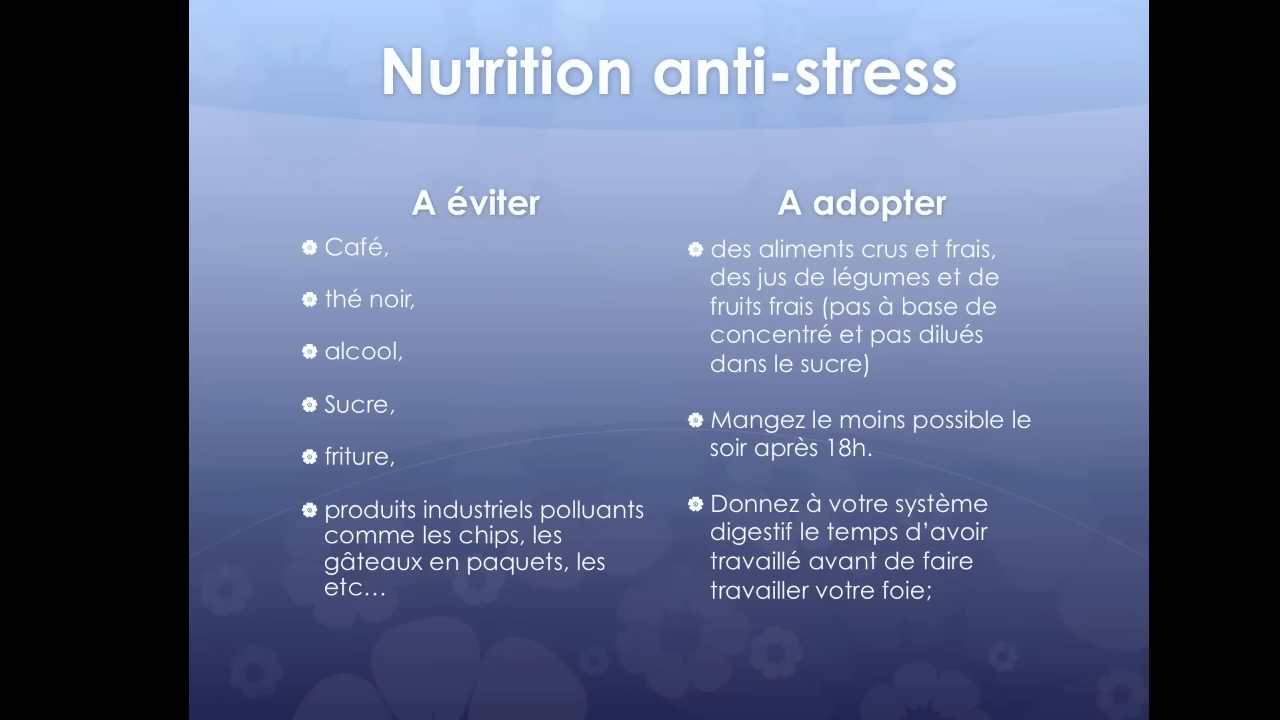 Nutrition anti-stress
A éviter
Café,
thé noir,
alcool,
Sucre,
friture,
produits industriels polluants
comme les chips, les
gâteaux en paquets, les
etc…
A adopter
des aliments crus et frais,
des jus de légumes et de
fruits frais (pas à base de
concentré et pas dilués
dans le sucre)
Mangez le moins possible le
soir après 18h.
Donnez à votre système
digestif le temps d’avoir
travaillé avant de faire
travailler votre foie;